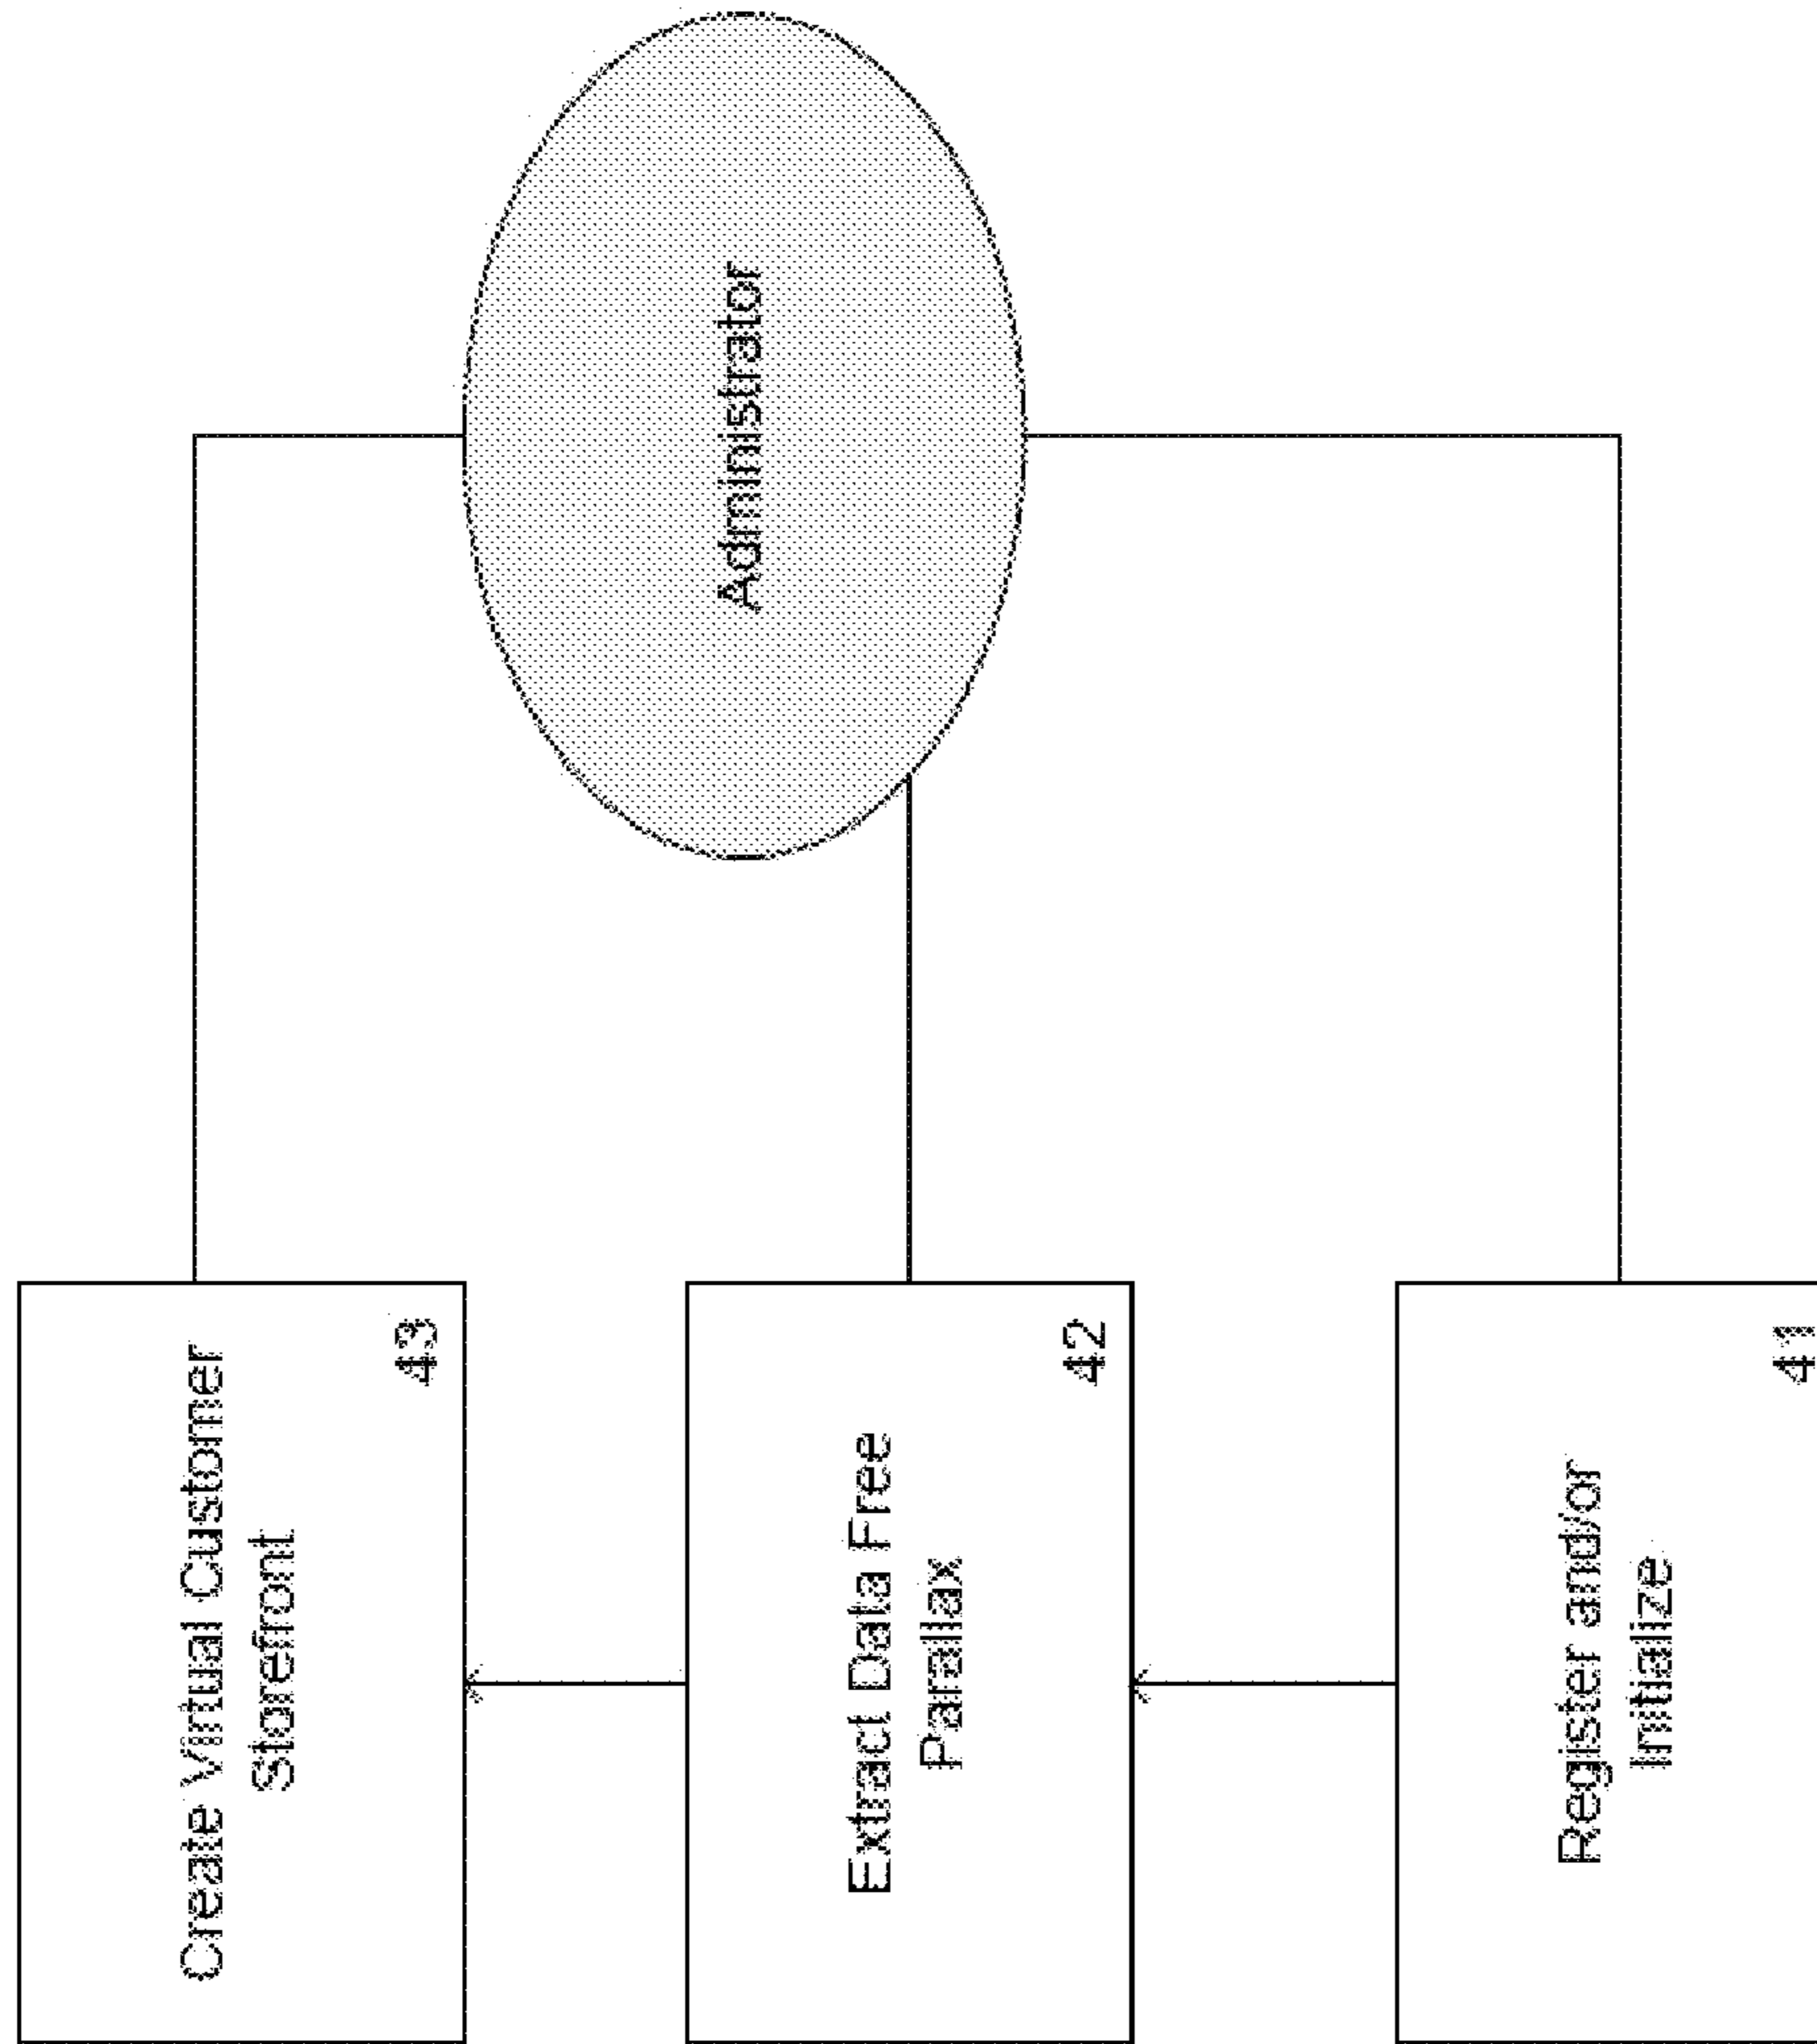 Create Virtual Customer
Storefront
43
Extract Data Free
Parallax
42
Register and/or
Initialize
41
Administrator